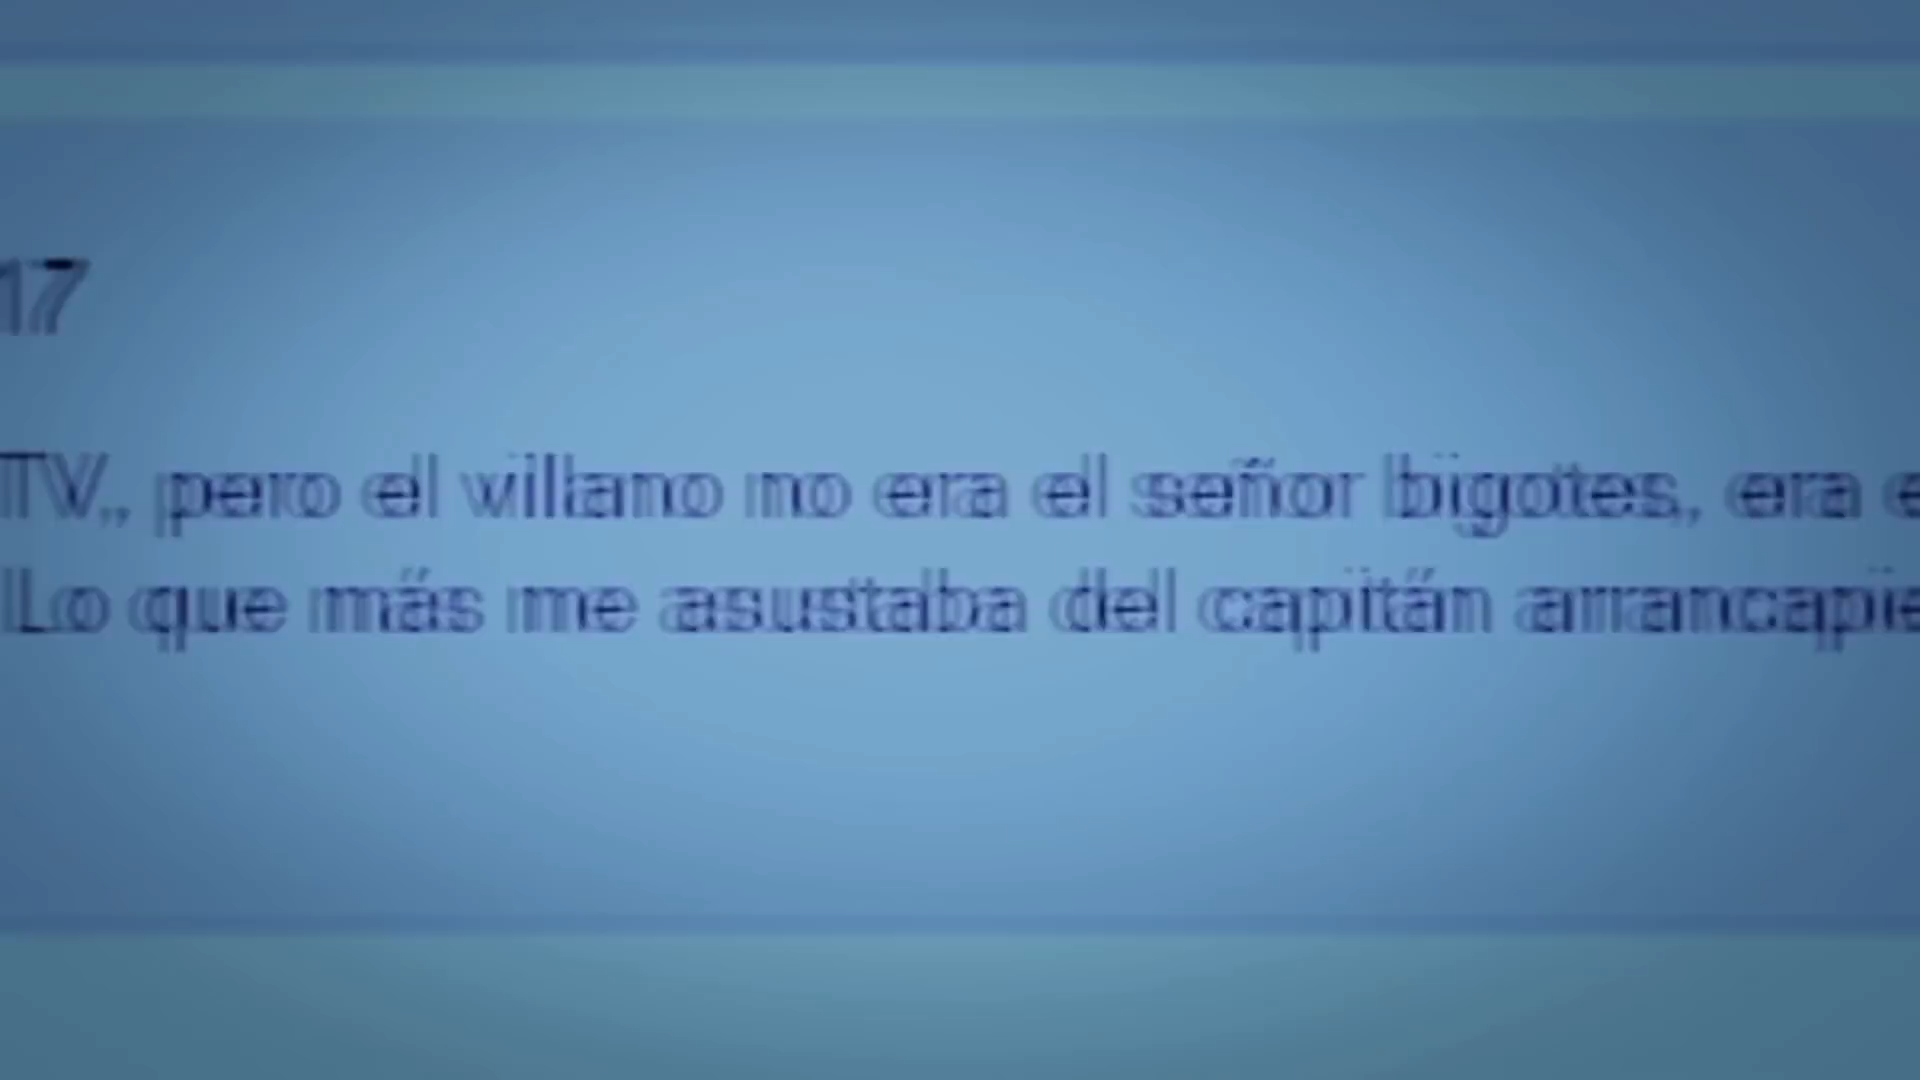 17
TV, pero el villano no era el señor bigotes, era
Lo que más me asustaba del capitán